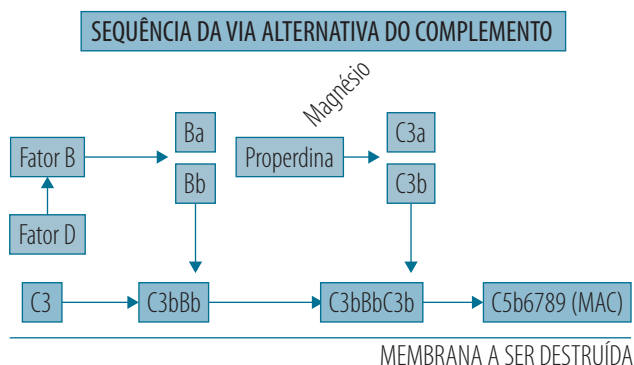 SEQUÊNCIA DA VIA ALTERNATIVA DO COMPLEMENTO
Magnésio
Ba
C3a
Fator B
Properdina
Bb
C3b
Fator D
C3
C3bBb
C3bBbC3b
C5b6789 (MAC)
MEMBRANA A SER DESTRUÍDA